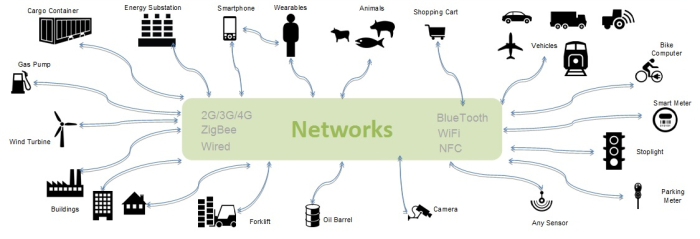 Cargo Container
Energy Substation
Smartphone
Wearables
Animals
Shopping Cart
Vehicles
Bike
Computer
Gas Pump
Smart Meter
2G/3G/4G
ZigBee
Wired
Networks
BlueTooth
WiFi
NFC
Wind Turbine
Stoplight
Buildings
Forklift
Oil Barrel
Camera
Any Sensor
Parking
Meter